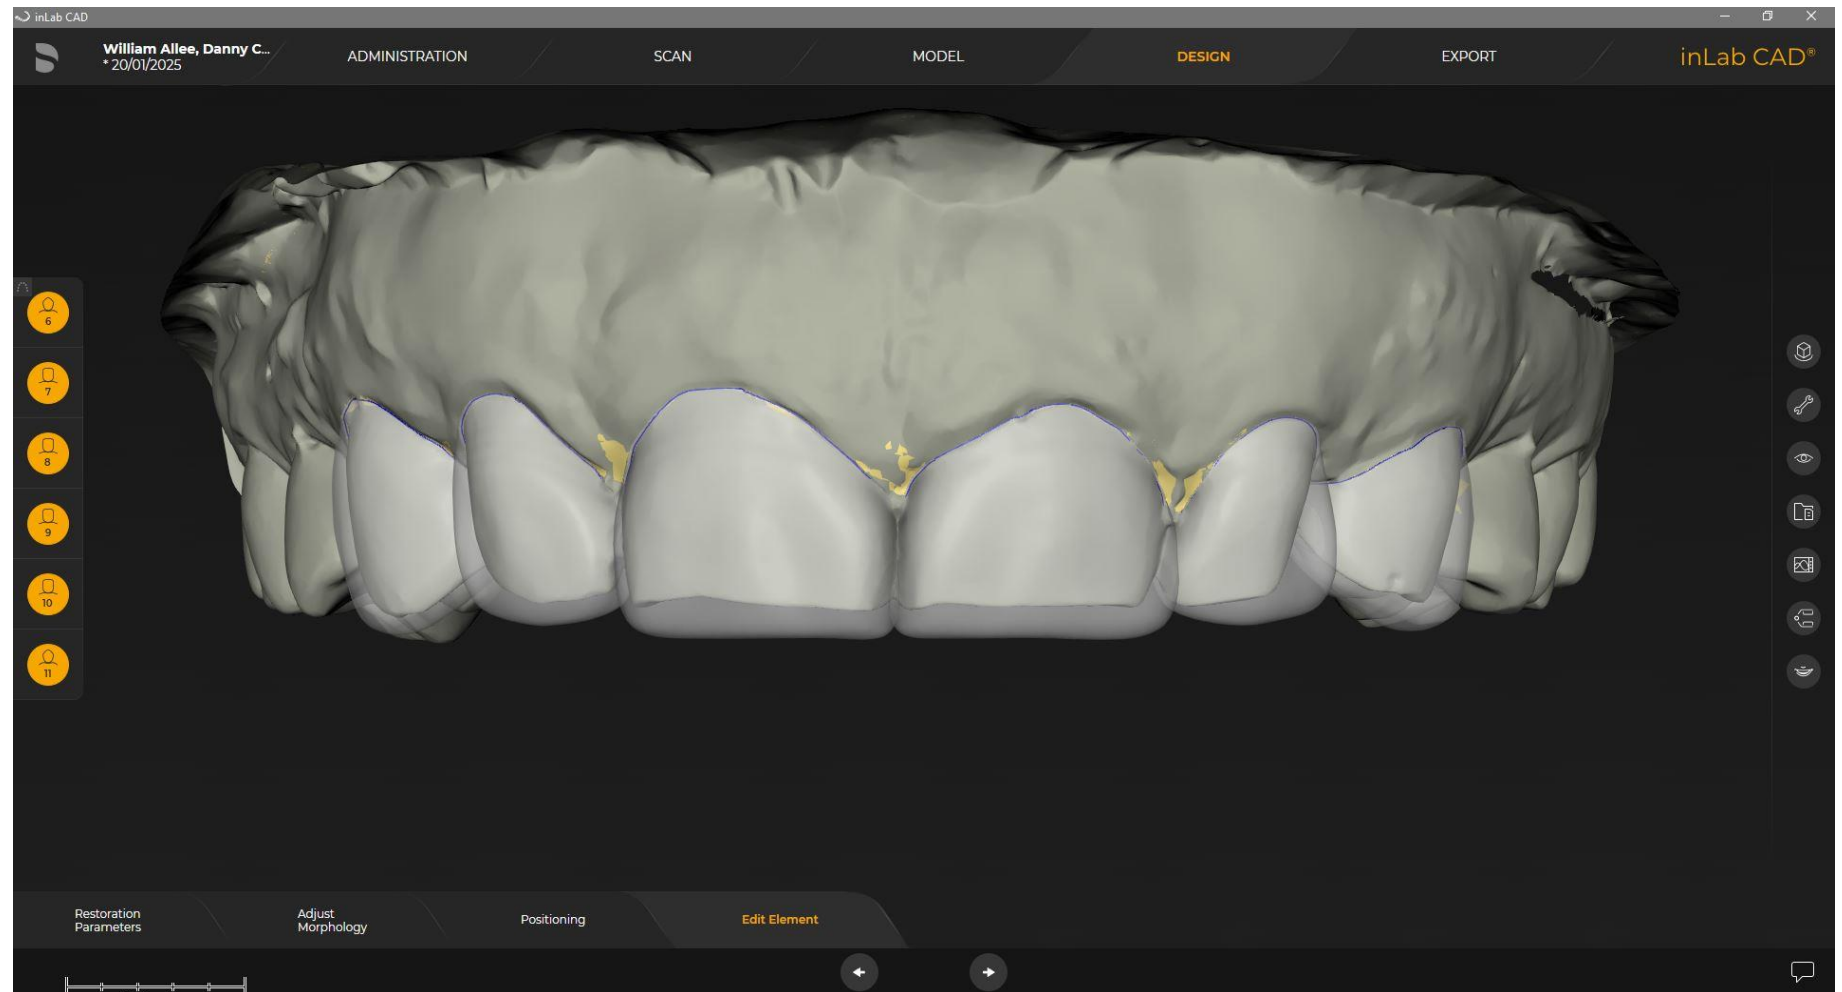 inLab CAD
William Allee, Danny C...
* 20/01/2025
ADMINISTRATION
SCAN
MODEL
DESIGN
EXPORT
inLab CAD®
6
7
8
9
10
11
Restoration
Parameters
Adjust
Morphology
Positioning
Edit Element